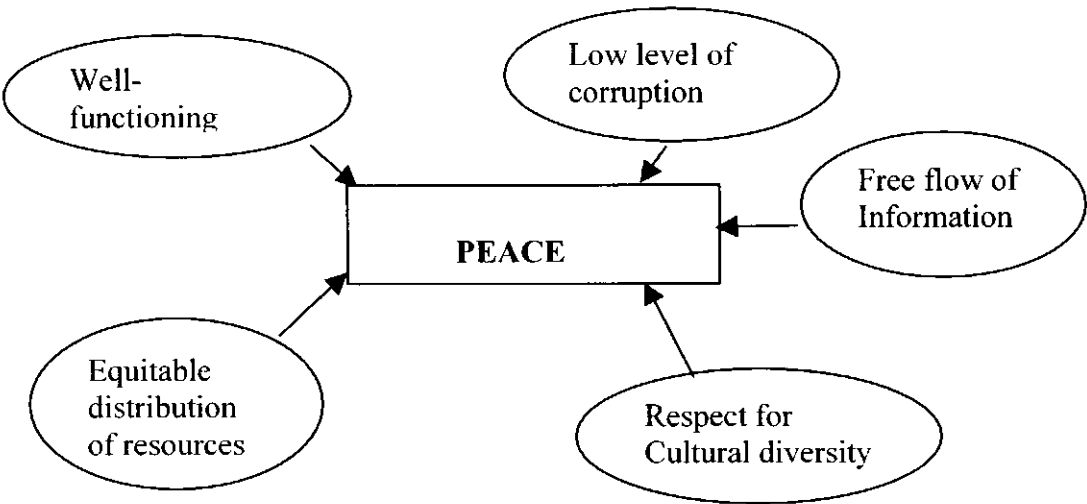 Well-
functioning
Low level of
corruption
Free flow of
Information
PEACE
Equitable
distribution
of resources
Respect for
Cultural diversity